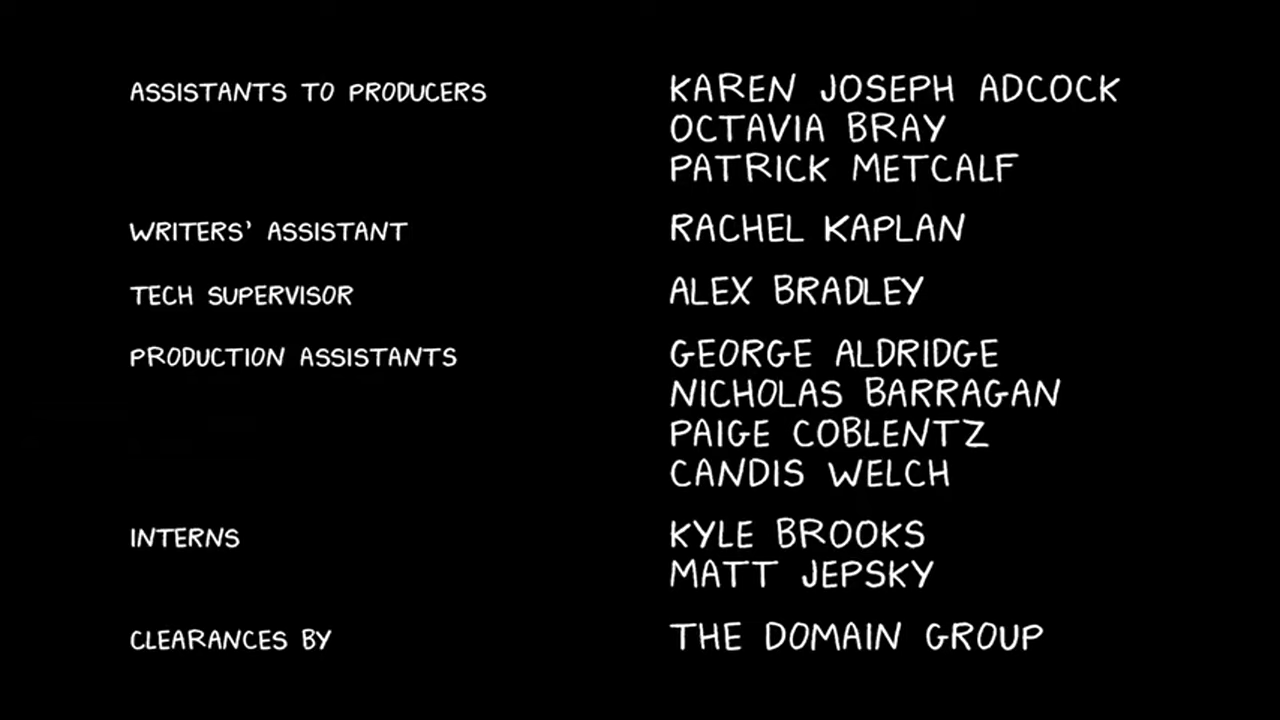 ASSISTANTS TO PRODUCERS KAREN JOSEPH ADCOCK
OCTAVIA BRAY
PATRICK METCALF
WRITERS' ASSISTANT RACHEL KAPLAN
TECH SUPERVISOR ALEX BRADLEY
PRODUCTION ASSISTANTS GEORGE ALDRIDGE
NICHOLAS BARRAGAN
PAIGE COBLENTZ
CANDIS WELCH
INTERNS KYLE BROOKS
MATT JEPSKY
CLEARANCES BY THE DOMAIN GROUP